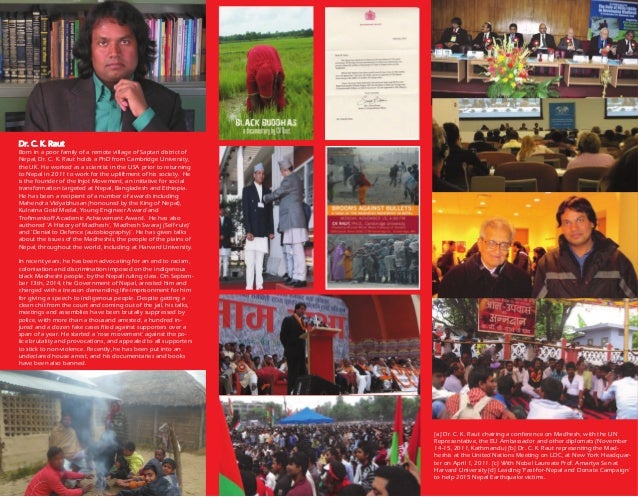 Dr. C. K. Raut
Born in a poor family of a remote village of Saptari district of
Nepal, Dr. C. K. Raut holds a PhD from Cambridge University,
the UK. He worked as a scientist in the USA prior to returning
to Nepal in 2011 to work for the upliftment of his society. He
is the founder of the Jnjot Movement, an initiative for social
transformation targeted at Nepal, Bangladesh and Ethiopia.
He has been a recipient of a number of awards including
Mahendra Vidyabhusan (honoured by the King of Nepal),
Kulratna Gold Medal, Young Engineer Award and
Trofimenkoff Academic Achievement Award. He has also
authored 'A History of Madhesh', 'Madhesh Swaraj (Self-rule)'
and 'Denial to Defence (autobiography)'. He has given talks
about the issues of the Madheshis, the people of the plains of
Nepal, throughout the world, including at Harvard University.
In recent years, he has been advocating for an end to racism,
colonisation and discrimination imposed on the indigenous
black Madheshi people, by the Nepali ruling class. On Septem-
ber 13th, 2014, the Government of Nepal, arrested him and
charged with a treason demanding life-imprisonment for him
for giving a speech to indigenous people. Despite getting a
clean chit from the court and coming out of the jail, his talks,
meetings and assemblies have been brutally suppressed by
police, with more than a thousand arrested, a hundred in-
jured and a dozen fake cases filed against supporters over a
span of a year. He started a 'rose movement' against the po-
lice brutality and provocations, and appealed to all supporters
to stick to non-violence. Recently, he has been put into an
undeclared house arrest, and his documentaries and books
have been also banned.
BLACK BUDDHAS
a documentary by CK Raut
BROOMS AGAINST BULLETS
[a] Dr. C. K. Raut chairing a conference on Madhesh, with the UN
Representative, the EU Ambassador and other diplomats (November
14-15, 2011, Kathmandu) [b] Dr. C. K. Raut representing the Mad-
heshis at the United Nations Meeting on LDC, at New York Headquar-
ter on April 1, 2011. [c] With Nobel Laureate Prof. Amartya Sen at
Harvard University [d] Leading 'Fast-for-Nepal and Donate Campaign'
to help 2015 Nepal Earthquake victims.